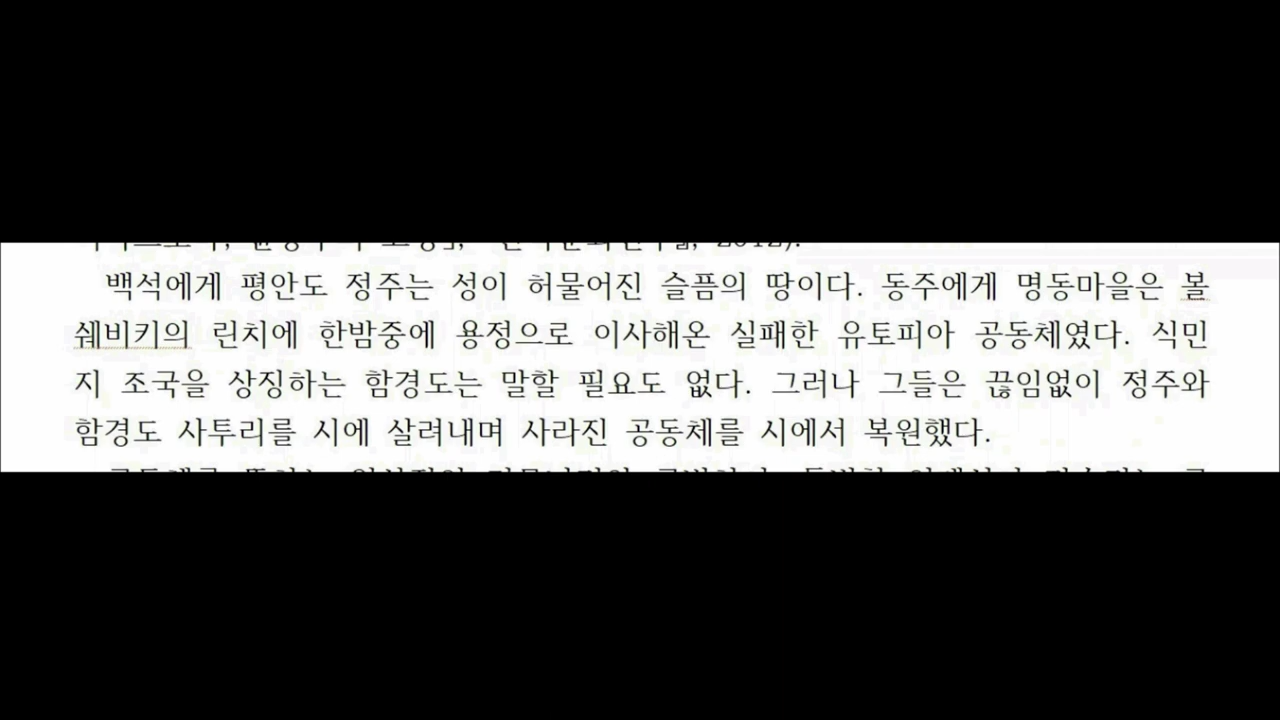 백석에게 평안도 정주는 성이 허물어진 슬픔의 땅이다. 동주에게 명동마을은 볼
쉐비키의 린치에 한밤중에 용정으로 이사해온 실패한 유토피아 공동체였다. 식민
지 조국을 상징하는 함경도는 말할 필요도 없다. 그러나 그들은 끊임없이 정주와
함경도 사투리를 시에 살려내며 사라진 공동체를 시에서 복원했다.